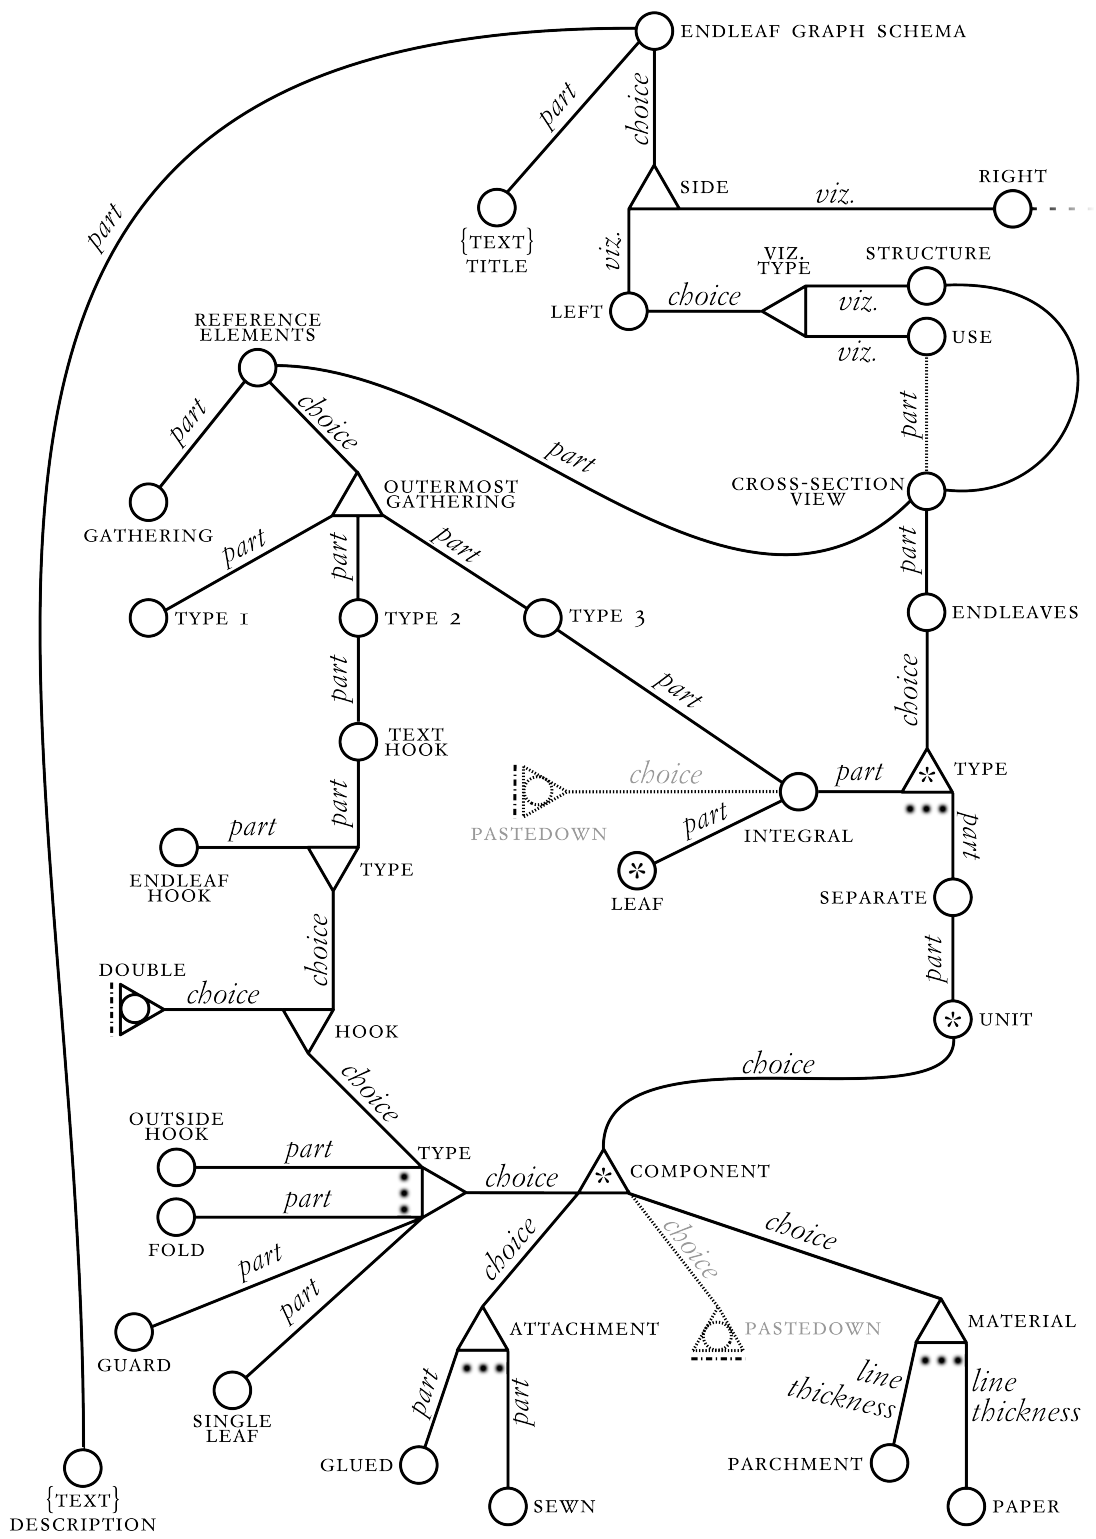 ENDLEAF GRAPH SCHEMA
part
choice
part
SIDE
viz.
RIGHT
part
{TEXT}
TITLE
viz.
VIZ.
TYPE
STRUCTURE
LEFT
choice
viz.
USE
viz.
REFERENCE
ELEMENTS
part
choice
part
part
CROSS-SECTION
VIEW
OUTERMOST
GATHERING
GATHERING
part
part
part
part
TYPE 1
TYPE 2
TYPE 3
ENDLEAVES
part
part
choice
TEXT
HOOK
choice
part
*
TYPE
part
PASTEDOWN
part
INTEGRAL
part
part
ENDLEAF
HOOK
TYPE
*
LEAF
SEPARATE
choice
part
DOUBLE
choice
HOOK
*
UNIT
choice
choice
OUTSIDE
HOOK
part
TYPE
choice
*
COMPONENT
part
FOLD
part
choice
choice
choice
part
GUARD
ATTACHMENT
PASTEDOWN
MATERIAL
part
part
line
thickness
line
thickness
SINGLE
LEAF
GLUED
PARCHMENT
SEWN
PAPER
{TEXT}
DESCRIPTION